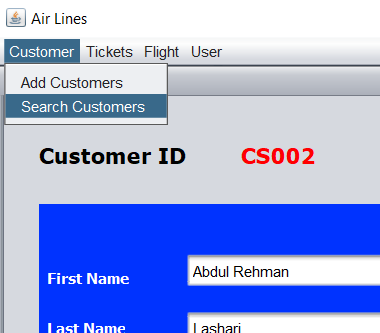 Air Lines
Customer Tickets Flight User
Add Customers
Search Customers
Customer ID CS002
First Name Abdul Rehman
Last Name Lashari